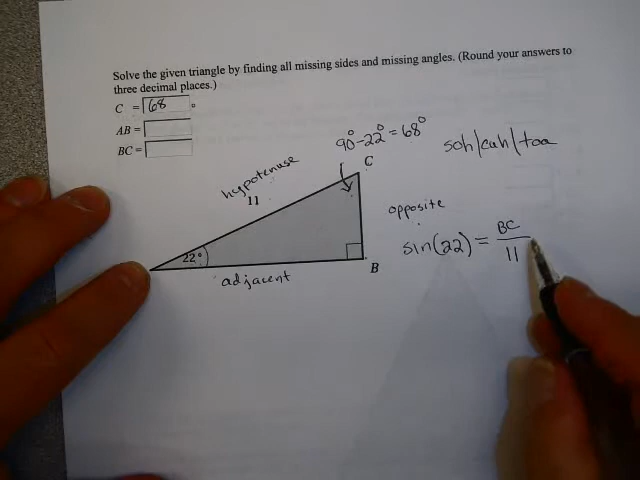 Solve the given triangle by finding all missing sides and missing angles. (Round your answers to
three decimal places.)
C = 68 °
AB =
BC =
90° - 22° = 68°
soh/cah/toa
C
hypotenuse
11
opposite
sin(22) = BC/11
22°
B
adjacent